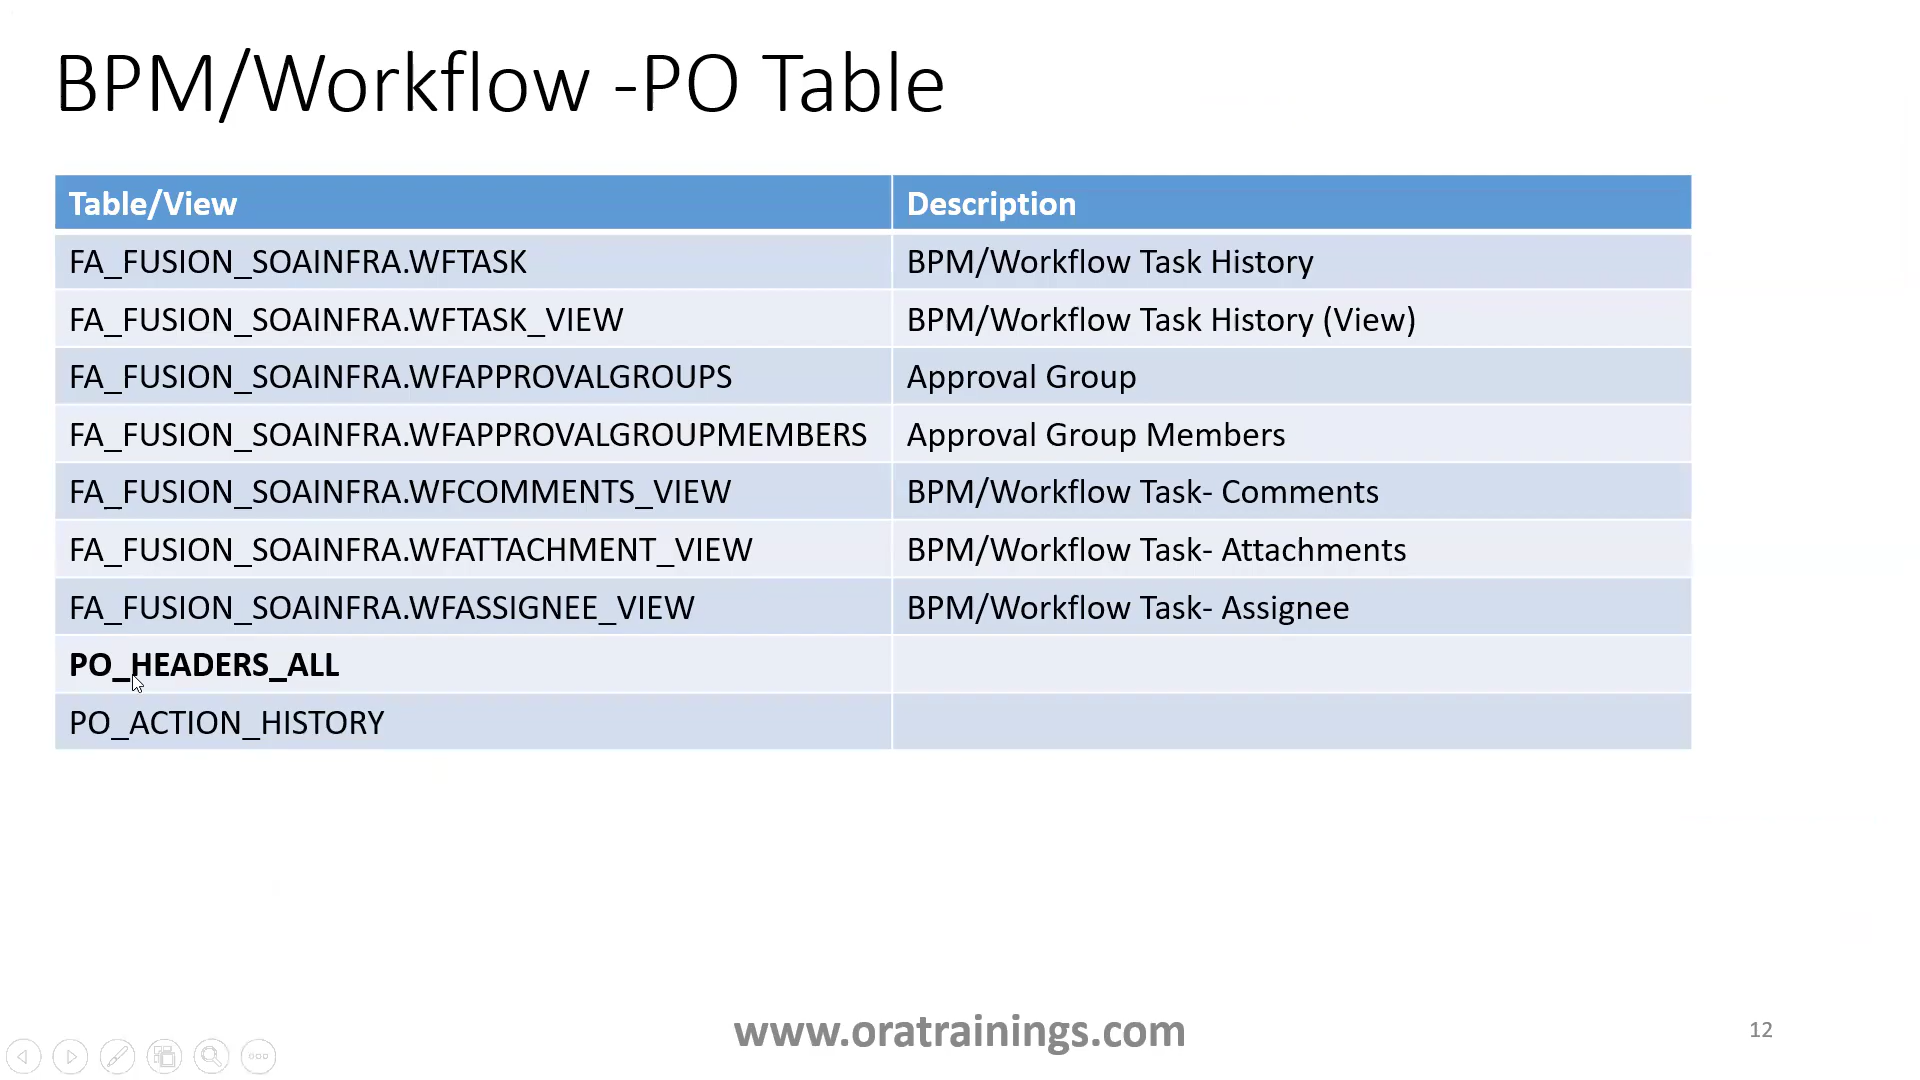 BPM/Workflow -PO Table
Table/View Description
FA_FUSION_SOAINFRA.WFTASK BPM/Workflow Task History
FA_FUSION_SOAINFRA.WFTASK_VIEW BPM/Workflow Task History (View)
FA_FUSION_SOAINFRA.WFAPPROVALGROUPS Approval Group
FA_FUSION_SOAINFRA.WFAPPROVALGROUPMEMBERS Approval Group Members
FA_FUSION_SOAINFRA.WFCOMMENTS_VIEW BPM/Workflow Task- Comments
FA_FUSION_SOAINFRA.WFATTACHMENT_VIEW BPM/Workflow Task- Attachments
FA_FUSION_SOAINFRA.WFASSIGNEE_VIEW BPM/Workflow Task- Assignee
PO_HEADERS_ALL
PO_ACTION_HISTORY
www.oratrainings.com
12